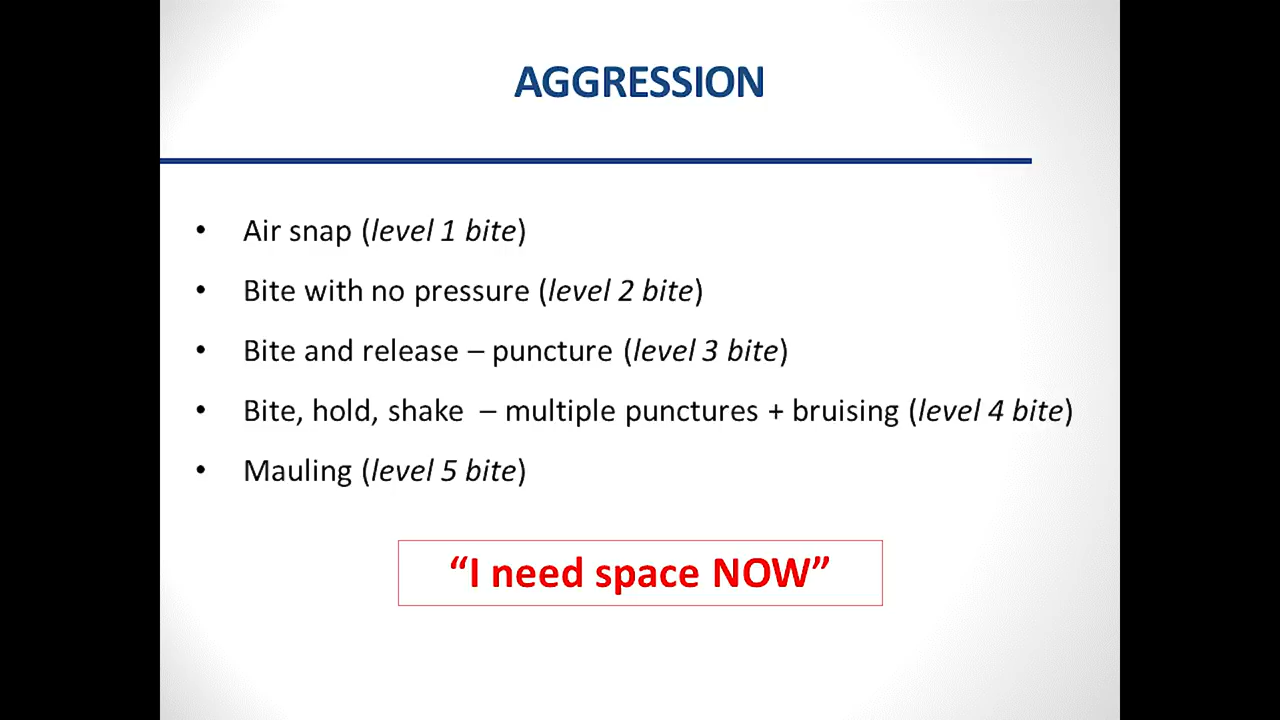 AGGRESSION
• Air snap (level 1 bite)
• Bite with no pressure (level 2 bite)
• Bite and release – puncture (level 3 bite)
• Bite, hold, shake – multiple punctures + bruising (level 4 bite)
• Mauling (level 5 bite)
“I need space NOW”